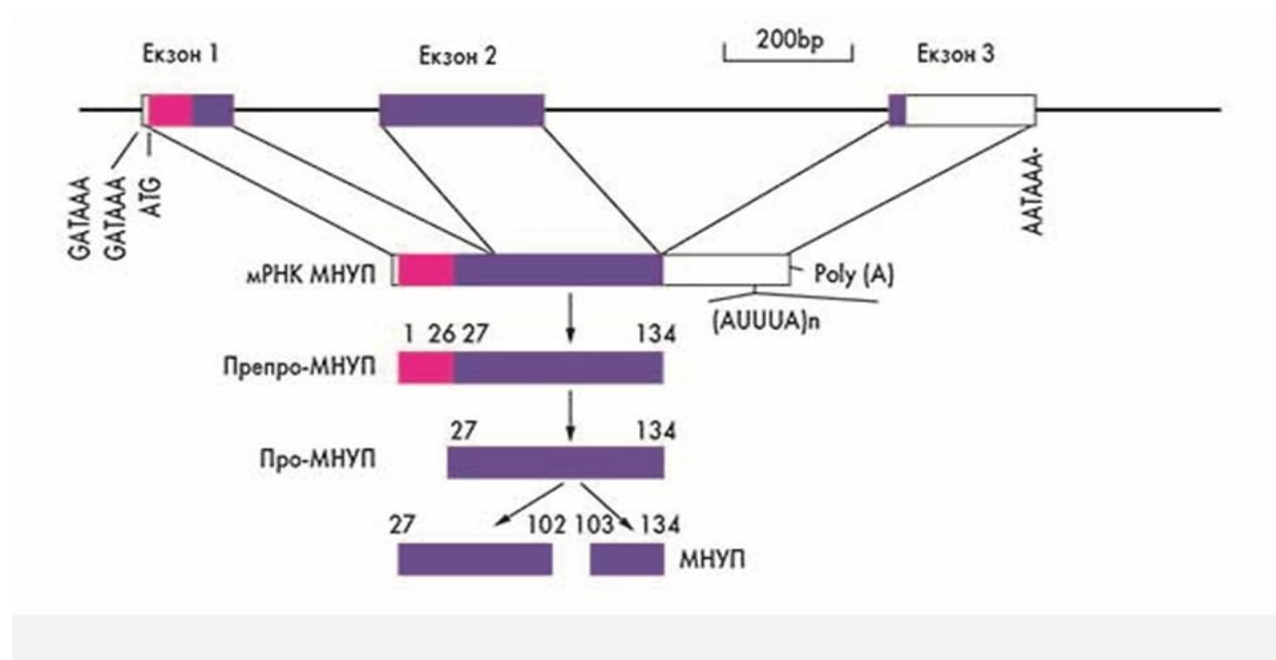 Екзон 1
Екзон 2
200bp
Екзон 3
GATAAA
GATAAA
ATG
AATAAA-
мРНК МНУП
Poly (A)
(AUUUA)n
1 26 27 134
Препро-МНУП
27 134
Про-МНУП
27 102 103 134
МНУП